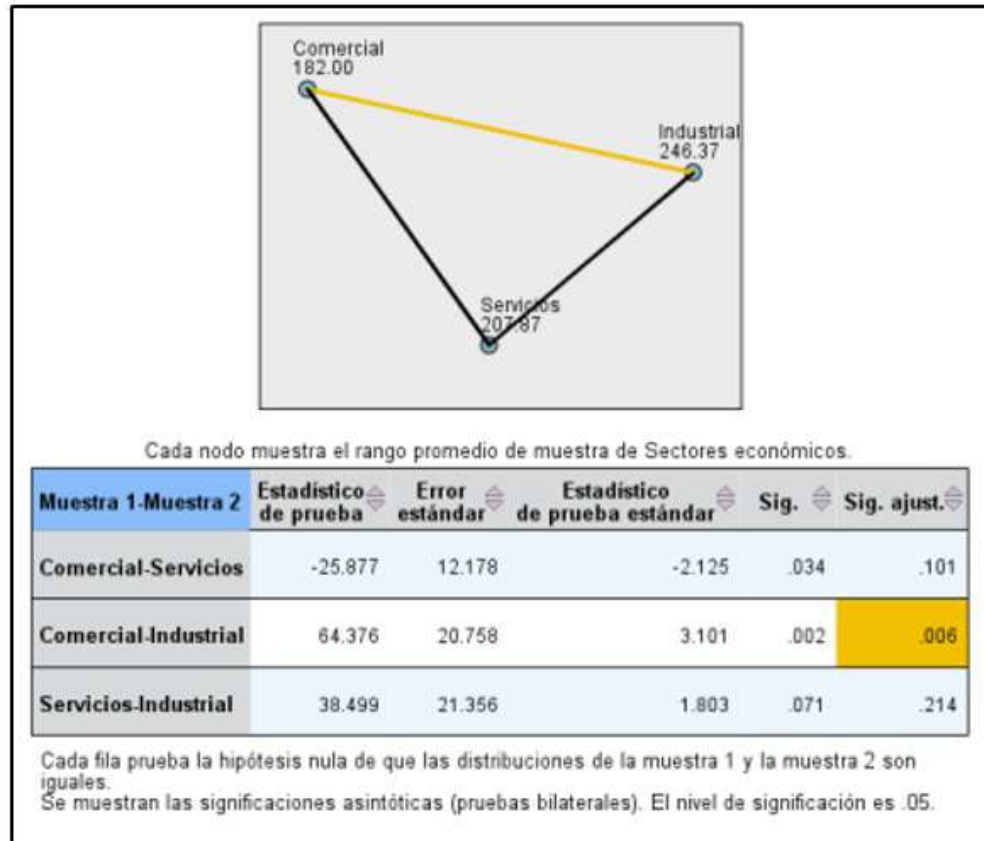 Comercial
182.00
Industrial
246.37
Servicios
207.87
Cada nodo muestra el rango promedio de muestra de Sectores económicos.
Muestra 1-Muestra 2 Estadístico de prueba Error estándar Estadístico de prueba estándar Sig. Sig. ajust.
Comercial-Servicios -25.877 12.178 -2.125 .034 .101
Comercial-Industrial 64.376 20.758 3.101 .002 .006
Servicios-Industrial 38.499 21.356 1.803 .071 .214
Cada fila prueba la hipótesis nula de que las distribuciones de la muestra 1 y la muestra 2 son
iguales.
Se muestran las significaciones asintóticas (pruebas bilaterales). El nivel de significación es .05.